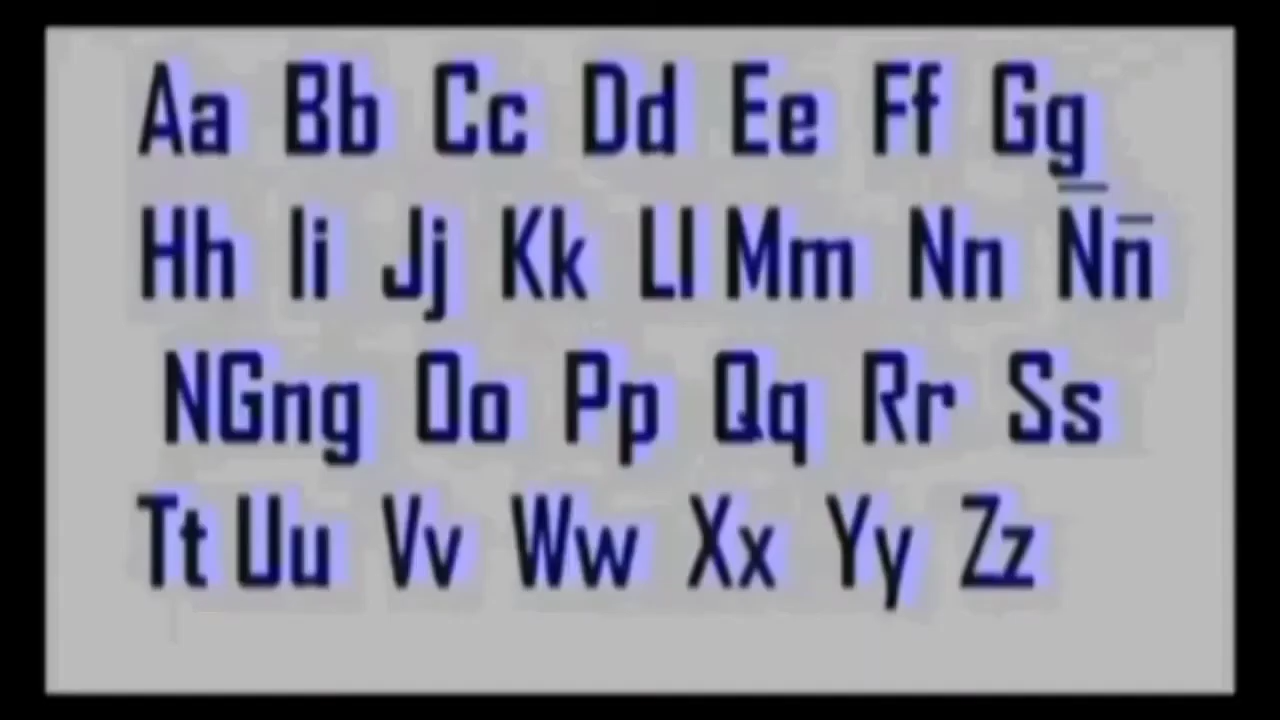 Aa Bb Cc Dd Ee Ff Gg
Hh Ii Jj Kk Ll Mm Nn N̄n̄
NGng Oo Pp Qq Rr Ss
Tt Uu Vv Ww Xx Yy Zz